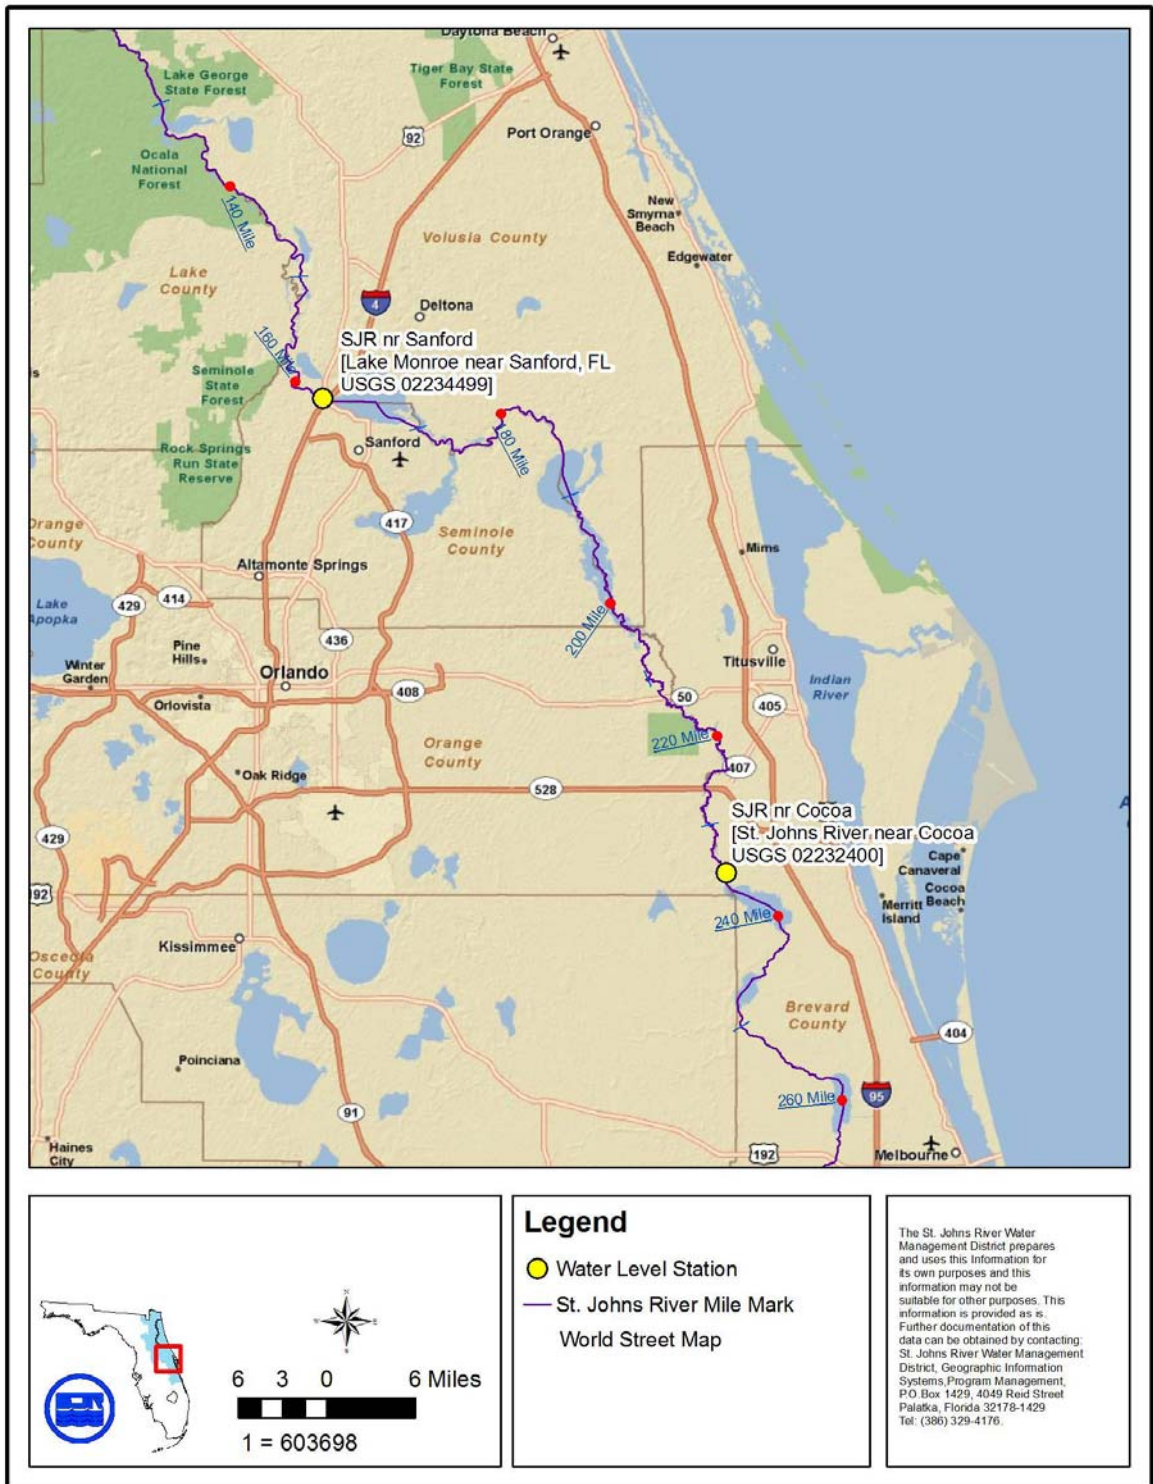 Daytona Beach
Lake George
State Forest
Tiger Bay State
Forest
92
Port Orange
Ocala
National
Forest
140 Mile
New
Smyrna
Beach
Volusia County
Edgewater
Lake
County
4
Deltona
160 Mile
SJR nr Sanford
[Lake Monroe near Sanford, FL
USGS 02234499]
is
Seminole
State
Forest
Sanford
180 Mile
Rock Springs
Run State
Reserve
417
Orange
County
Seminole
County
Mims
Altamonte Springs
Lake
Apopka
429
414
200 Mile
436
Pine
Hills
Titusville
Winter
Garden
Orlando
Indian
River
408
50
405
Orlovista
220 Mile
Orange
County
407
Oak Ridge
528
SJR nr Cocoa
[St. Johns River near Cocoa
USGS 02232400]
429
Cape
Canaveral
192
Cocoa
Beach
Merritt
Island
240 Mile
Kissimmee
Osceola
County
Brevard
County
404
Poinciana
260 Mile
95
91
Haines
City
192
Melbourne
A
Legend
Water Level Station
St. Johns River Mile Mark
World Street Map
N
E
S
W
6 3 0 6 Miles
1 = 603698
The St. Johns River Water
Management District prepares
and uses this Information for
its own purposes and this
information may not be
suitable for other purposes. This
information is provided as is.
Further documentation of this
data can be obtained by contacting:
St. Johns River Water Management
District, Geographic Information
Systems,Program Management,
P.O.Box 1429, 4049 Reid Street
Palatka, Florida 32178-1429
Tel: (386) 329-4176.